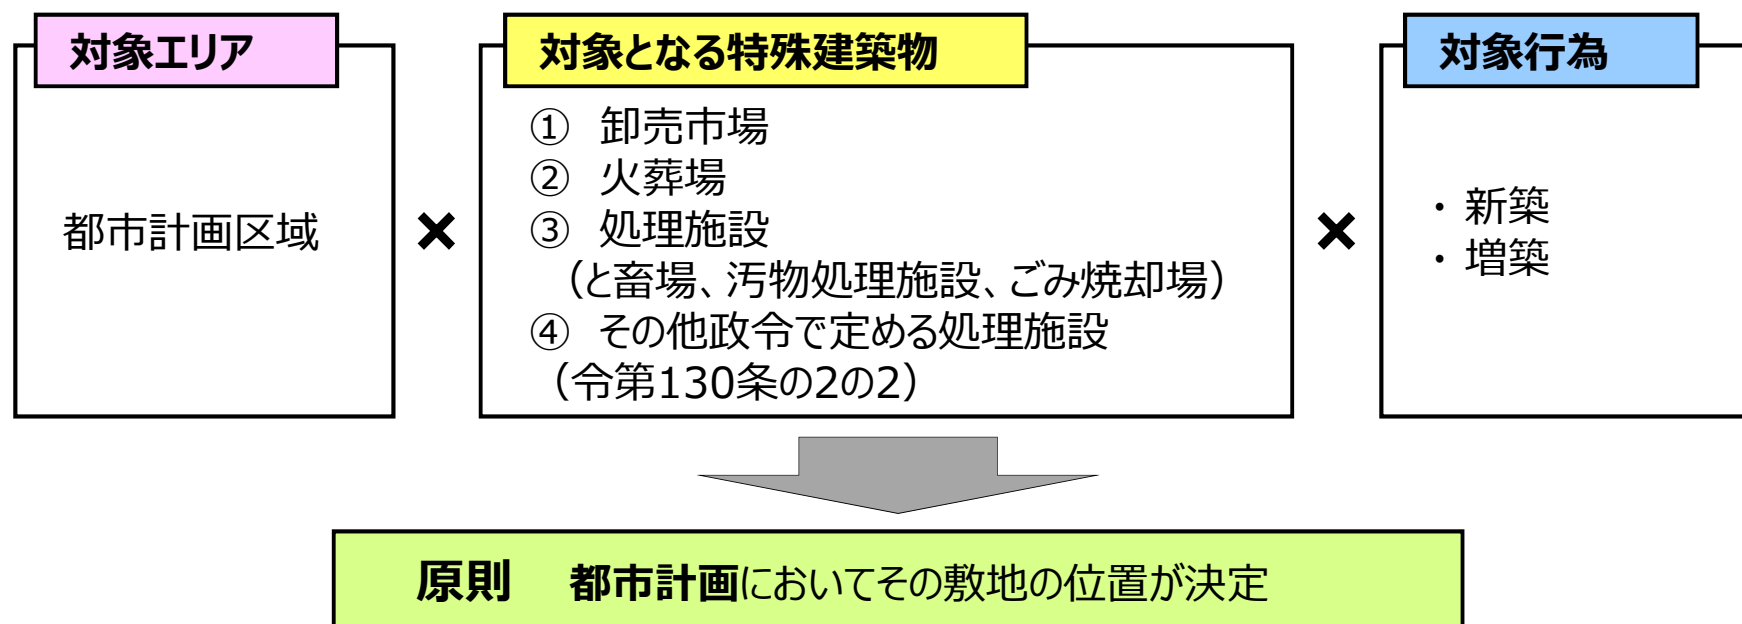 対象エリア
都市計画区域
×
対象となる特殊建築物
① 卸売市場
② 火葬場
③ 処理施設
(と畜場、汚物処理施設、ごみ焼却場)
④ その他政令で定める処理施設
(令第130条の2の2)
×
対象行為
・ 新築
・ 増築
原則 都市計画においてその敷地の位置が決定